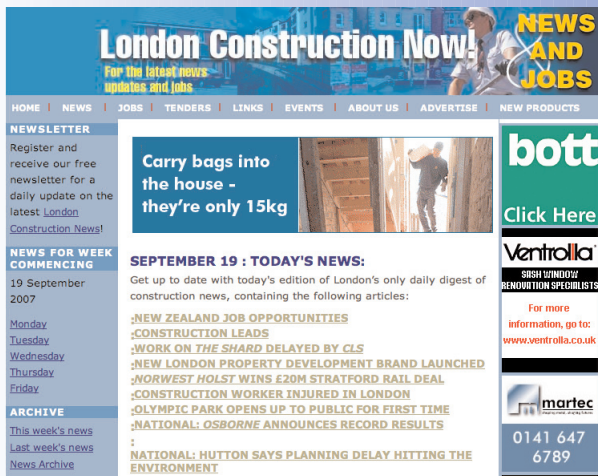 London Construction Now!
For the latest news
updates and jobs
NEWS
AND
JOBS
HOME | NEWS | JOBS | TENDERS | LINKS | EVENTS | ABOUT US | ADVERTISE | NEW PRODUCTS
NEWSLETTER
Register and
receive our free
newsletter for a
daily update on the
latest London
Construction News!
NEWS FOR WEEK
COMMENCING
19 September
2007
Monday
Tuesday
Wednesday
Thursday
Friday
ARCHIVE
This week's news
Last week's news
News Archive
Carry bags into
the house -
they're only 15kg
SEPTEMBER 19 : TODAY'S NEWS:
Get up to date with today's edition of London's only daily digest of
construction news, containing the following articles:
:NEW ZEALAND JOB OPPORTUNITIES
:CONSTRUCTION LEADS
:WORK ON THE SHARD DELAYED BY CLS
:NEW LONDON PROPERTY DEVELOPMENT BRAND LAUNCHED
:NORWEST HOLST WINS £20M STRATFORD RAIL DEAL
:CONSTRUCTION WORKER INJURED IN LONDON
:OLYMPIC PARK OPENS UP TO PUBLIC FOR FIRST TIME
:NATIONAL: OSBORNE ANNOUNCES RECORD RESULTS
:
NATIONAL: HUTTON SAYS PLANNING DELAY HITTING THE
ENVIRONMENT
bott
Click Here
Ventrolla
SASH WINDOW
RENOVATION SPECIALISTS
For more
information, go to:
www.ventrolla.co.uk
martec
0141 647
6789